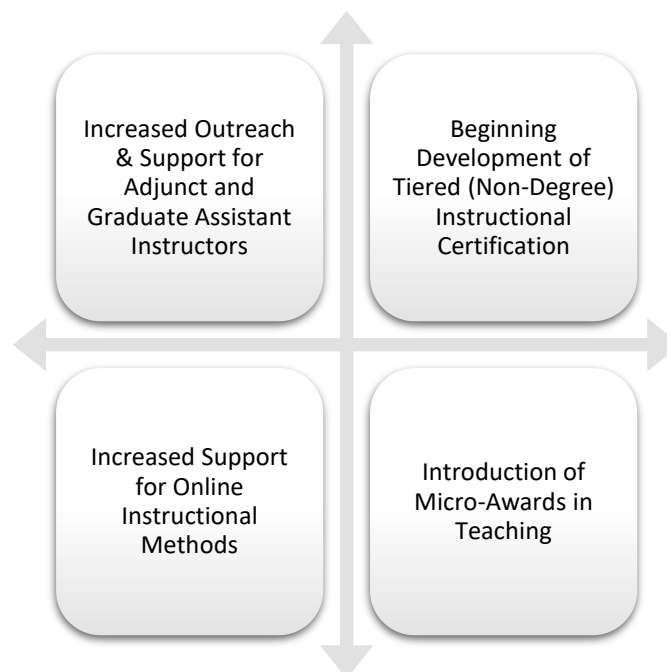 Increased Outreach
& Support for
Adjunct and
Graduate Assistant
Instructors
Beginning
Development of
Tiered (Non-Degree)
Instructional
Certification
Increased Support
for Online
Instructional
Methods
Introduction of
Micro-Awards in
Teaching